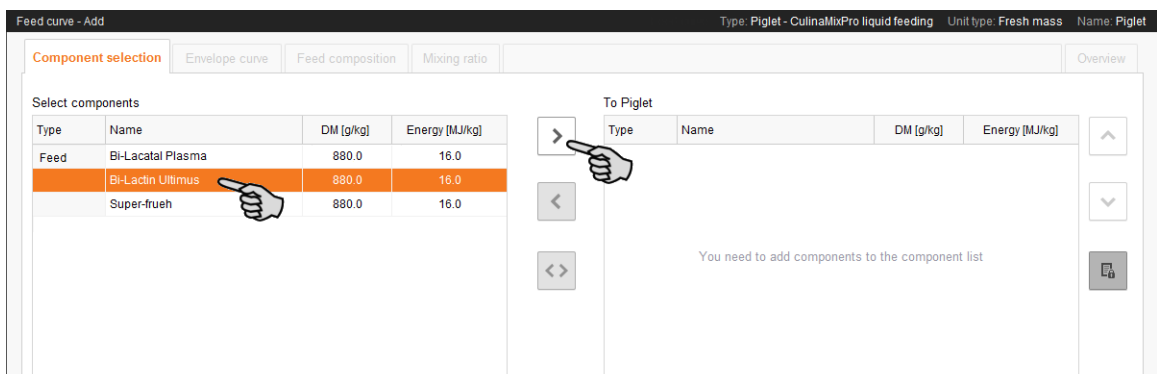 Feed curve - Add Type: Piglet - CulinaMixPro liquid feeding Unit type: Fresh mass Name: Piglet
Component selection Envelope curve Feed composition Mixing ratio Overview
Select components To Piglet
Type Name DM [g/kg] Energy [MJ/kg] Type Name DM [g/kg] Energy [MJ/kg]
Feed Bi-Lacatal Plasma 880.0 16.0
Bi-Lactin Ultimus 880.0 16.0
Super-frueh 880.0 16.0
You need to add components to the component list